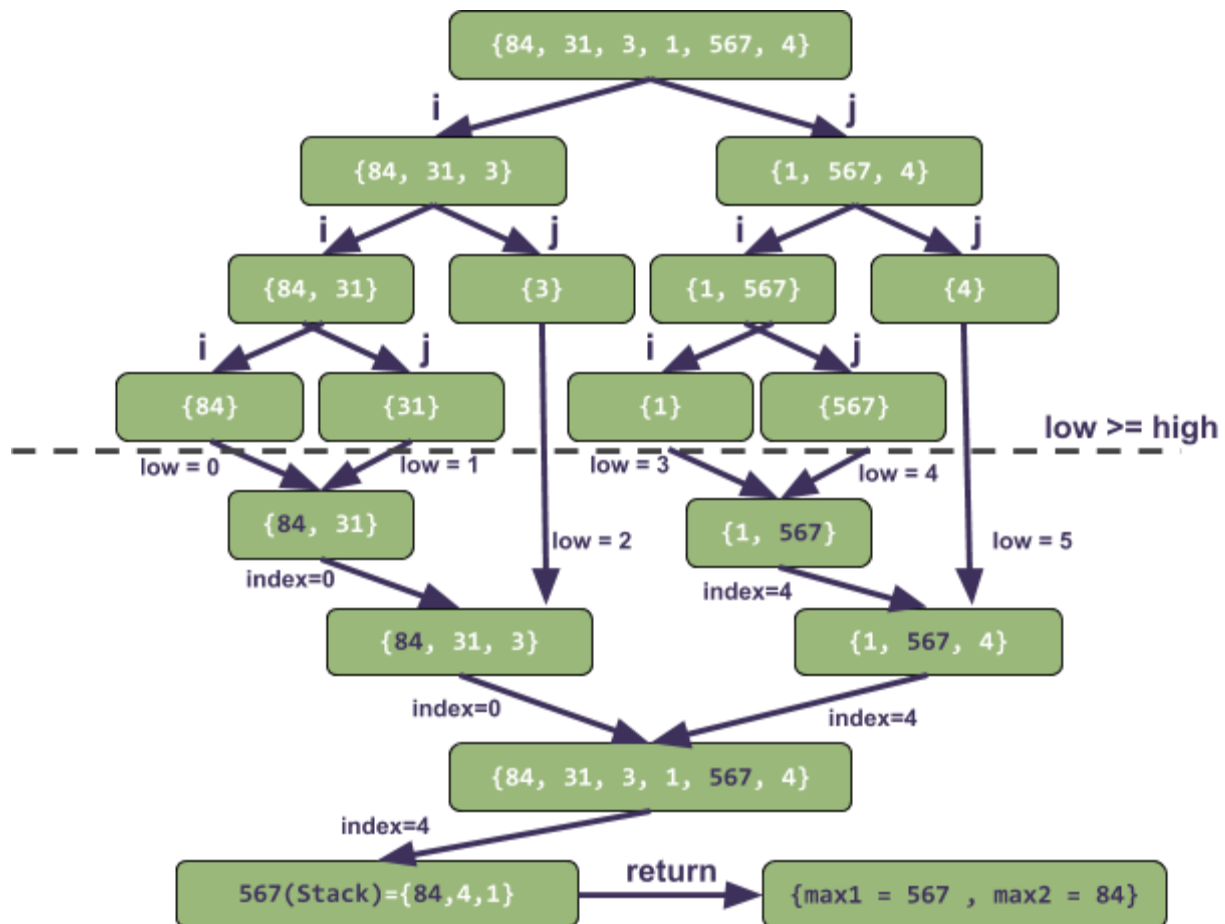 {84, 31, 3, 1, 567, 4}
i
j
{84, 31, 3}
{1, 567, 4}
i
j
i
j
{84, 31}
{3}
{1, 567}
{4}
i
j
i
j
{84}
{31}
{1}
{567}
low >= high
low = 0
low = 1
low = 3
low = 4
{84, 31}
{1, 567}
low = 2
low = 5
index=0
index=4
{84, 31, 3}
{1, 567, 4}
index=0
index=4
{84, 31, 3, 1, 567, 4}
index=4
return
567(Stack)={84,4,1}
{max1 = 567 , max2 = 84}